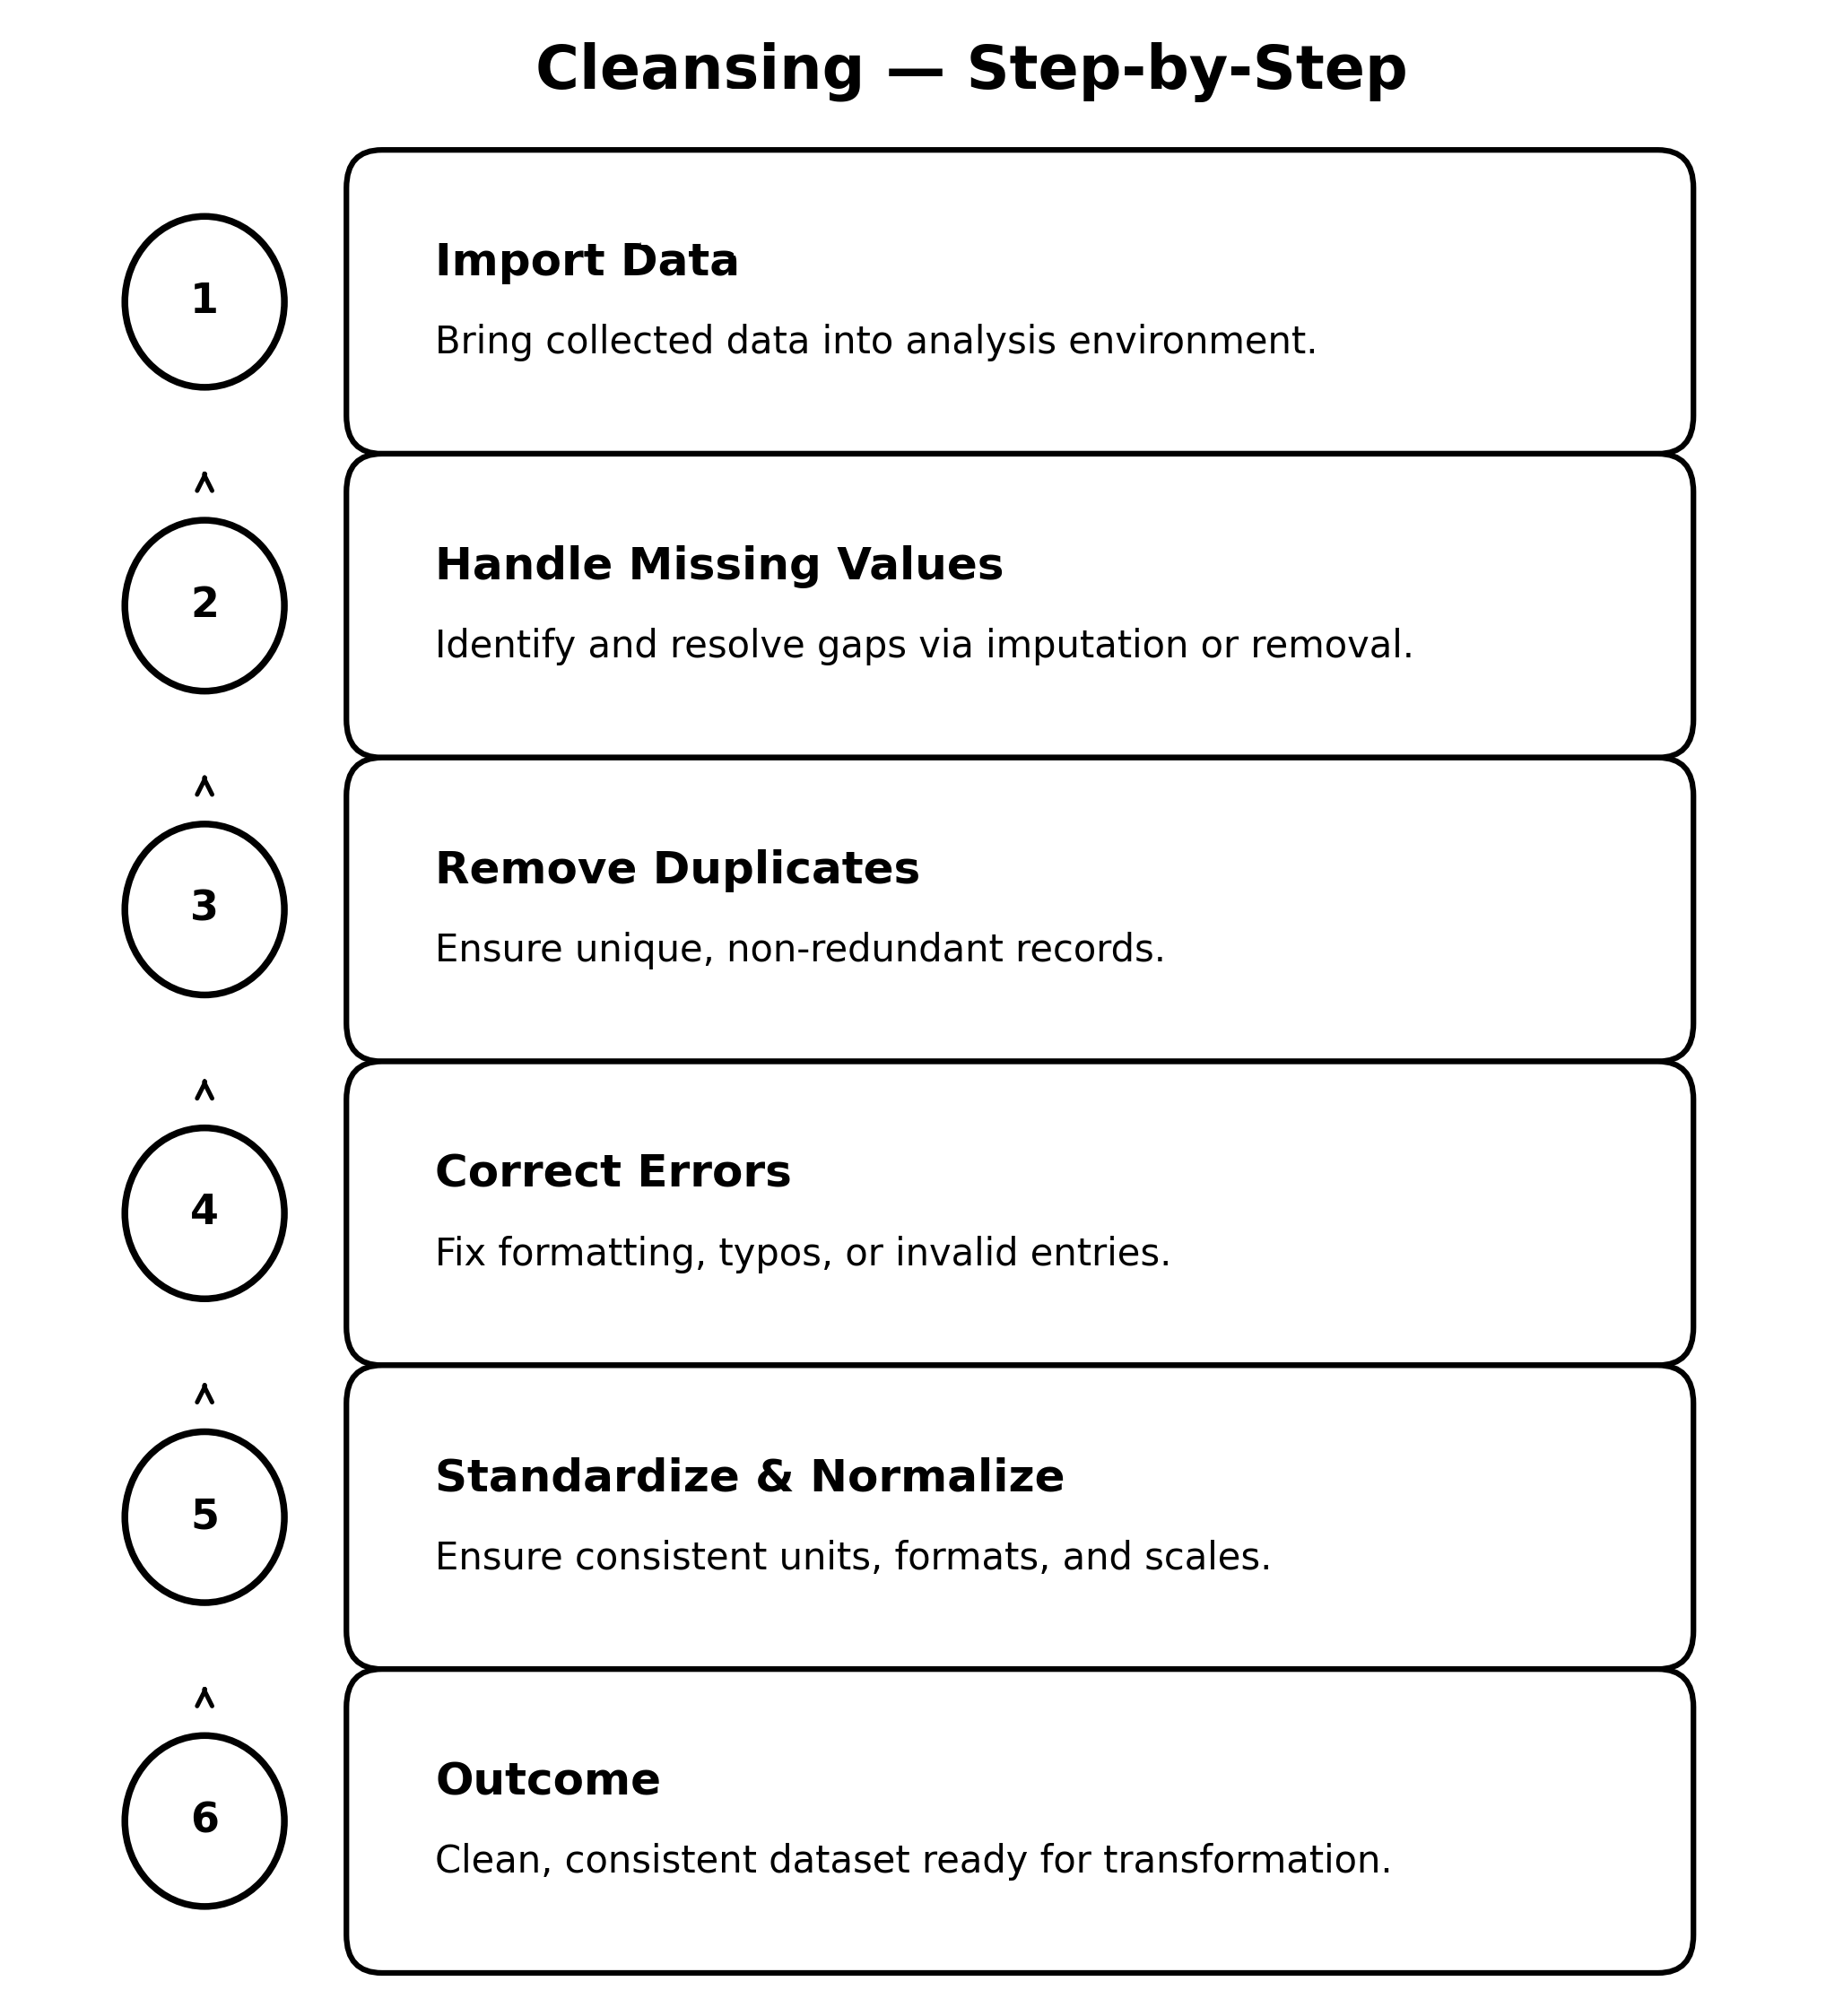 Cleansing — Step-by-Step
1
Import Data
Bring collected data into analysis environment.
2
Handle Missing Values
Identify and resolve gaps via imputation or removal.
3
Remove Duplicates
Ensure unique, non-redundant records.
4
Correct Errors
Fix formatting, typos, or invalid entries.
5
Standardize & Normalize
Ensure consistent units, formats, and scales.
6
Outcome
Clean, consistent dataset ready for transformation.